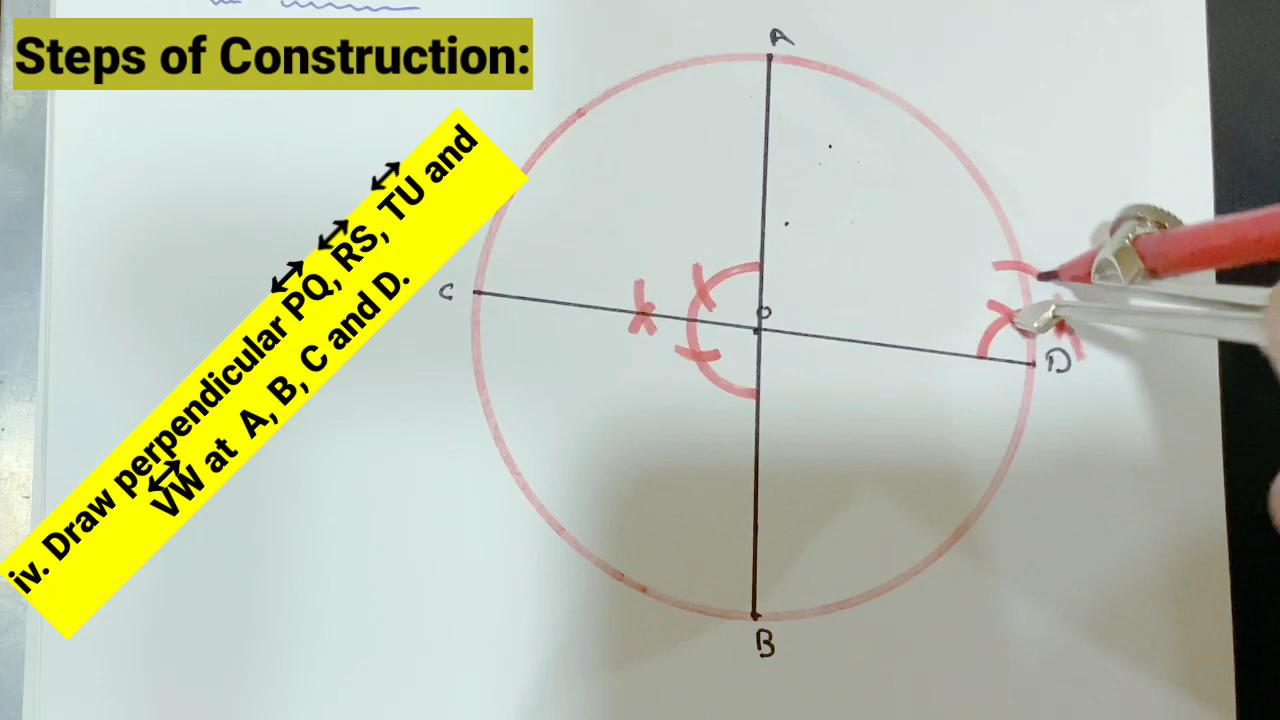 Steps of Construction:
iv. Draw perpendicular PQ, RS, TU and
VW at A, B, C and D.
A
C
O
D
B